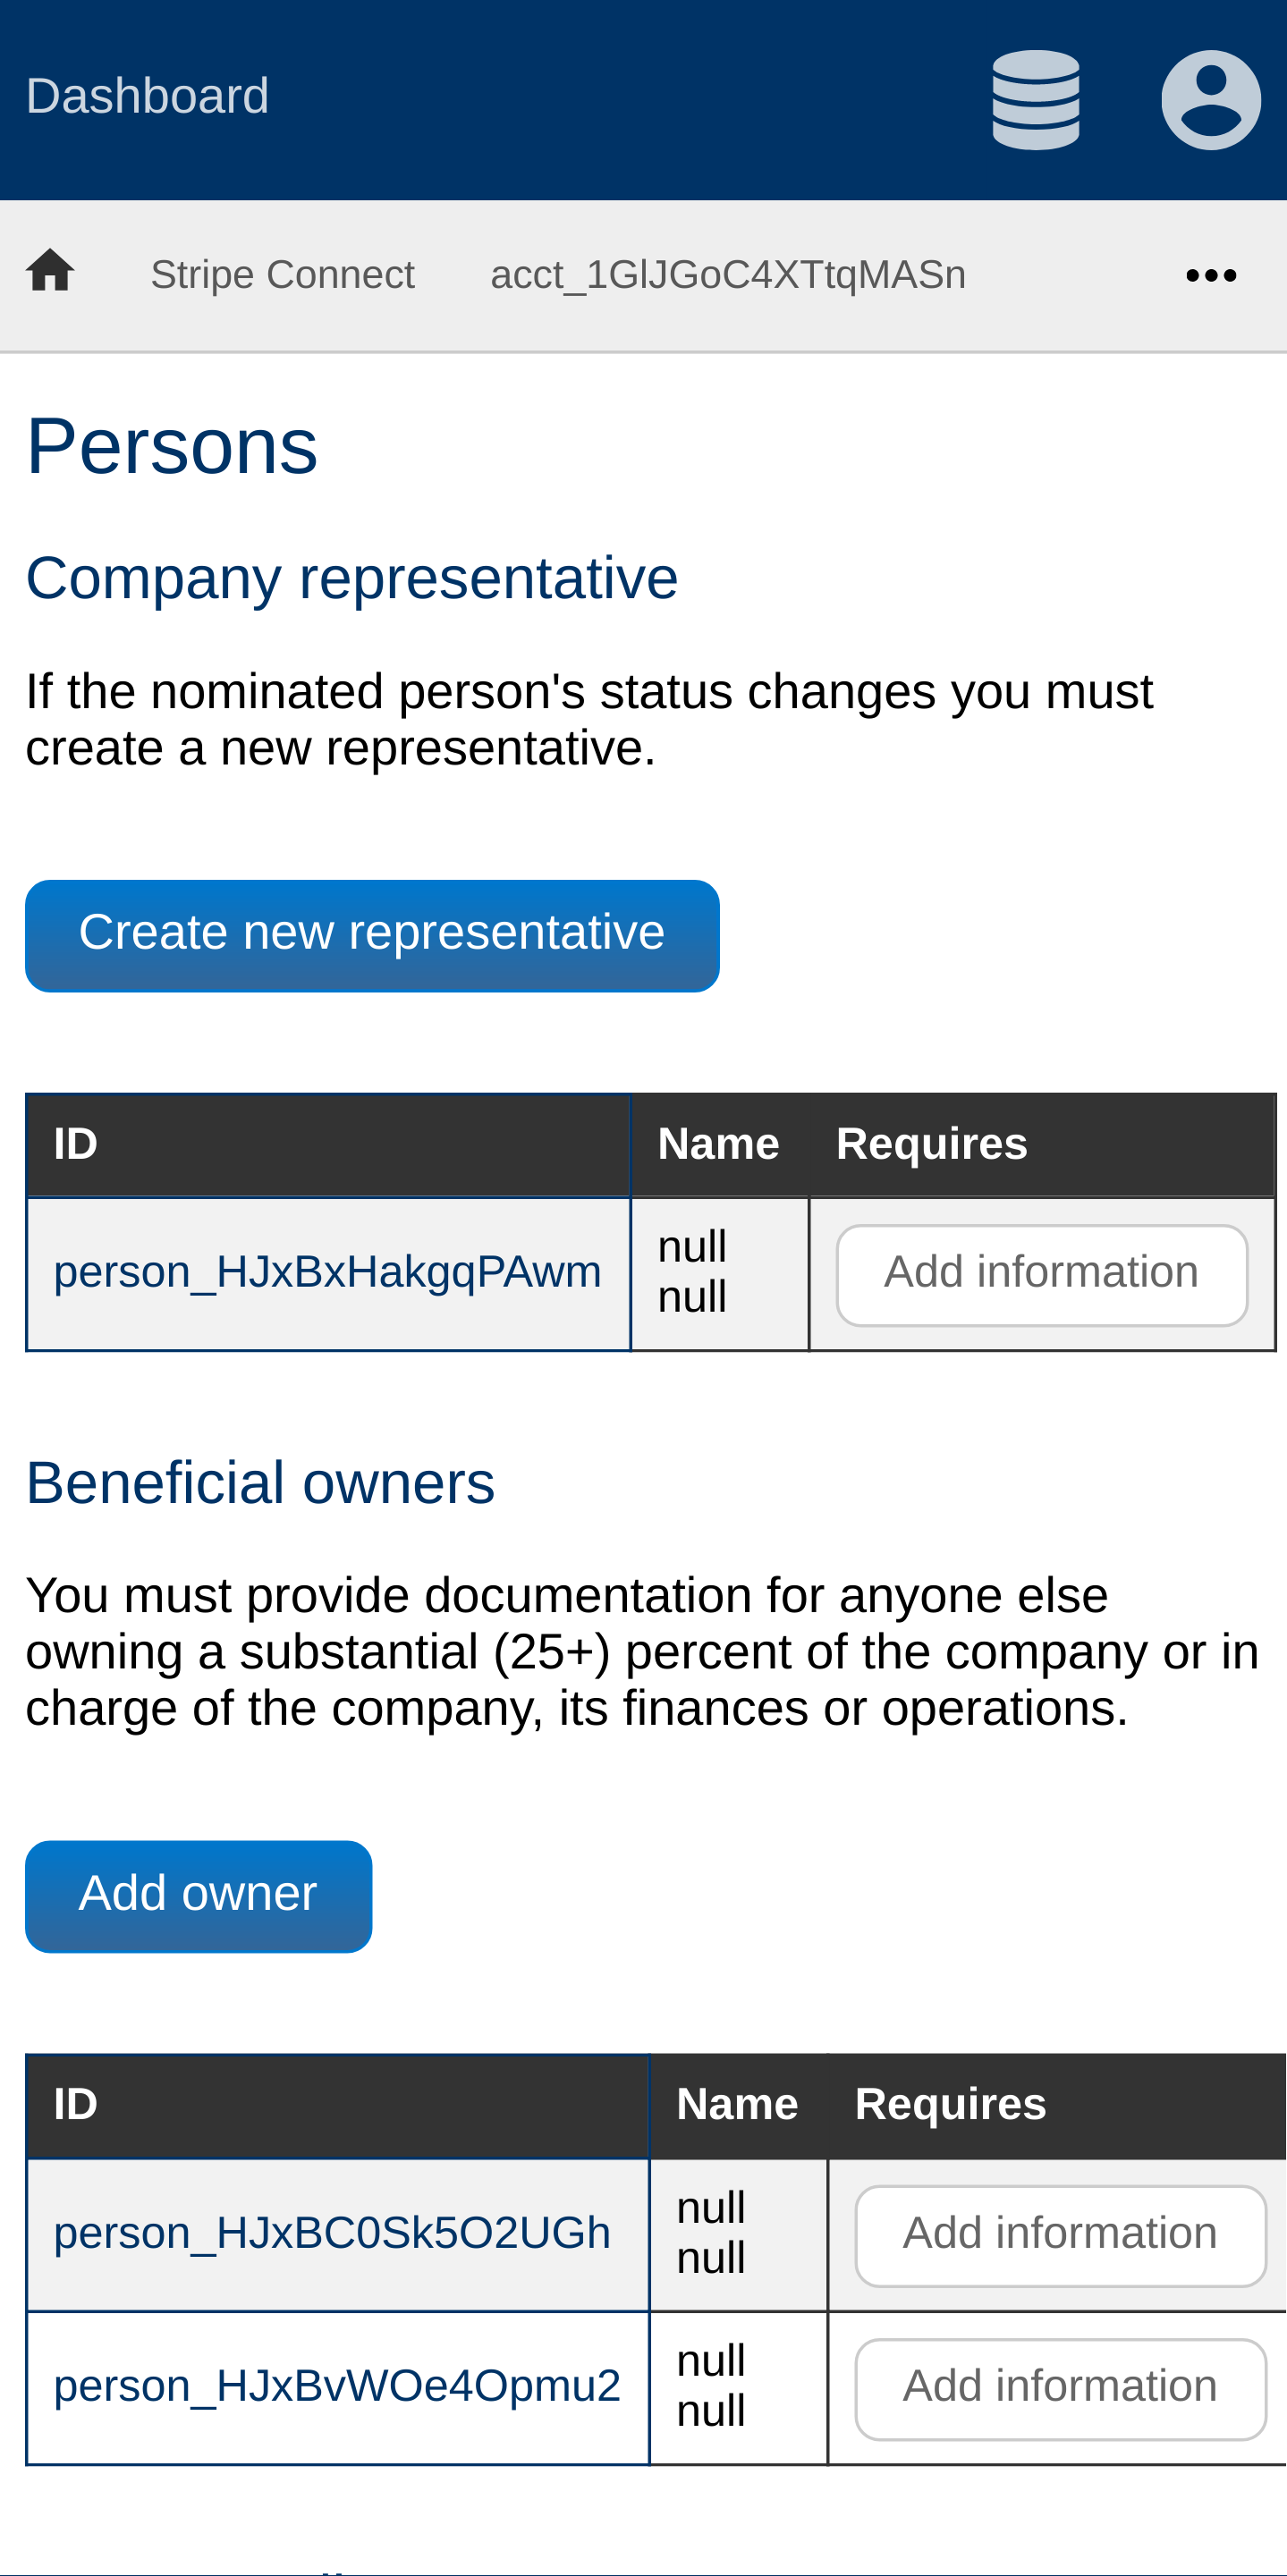 Dashboard
Stripe Connect acct_1GlJGoC4XTtqMASn
Persons
Company representative
If the nominated person's status changes you must
create a new representative.
Create new representative
ID Name Requires
person_HJxBxHakgqPAwm null null Add information
Beneficial owners
You must provide documentation for anyone else
owning a substantial (25+) percent of the company or in
charge of the company, its finances or operations.
Add owner
ID Name Requires
person_HJxBC0Sk5O2UGh null null Add information
person_HJxBvWOe4Opmu2 null null Add information